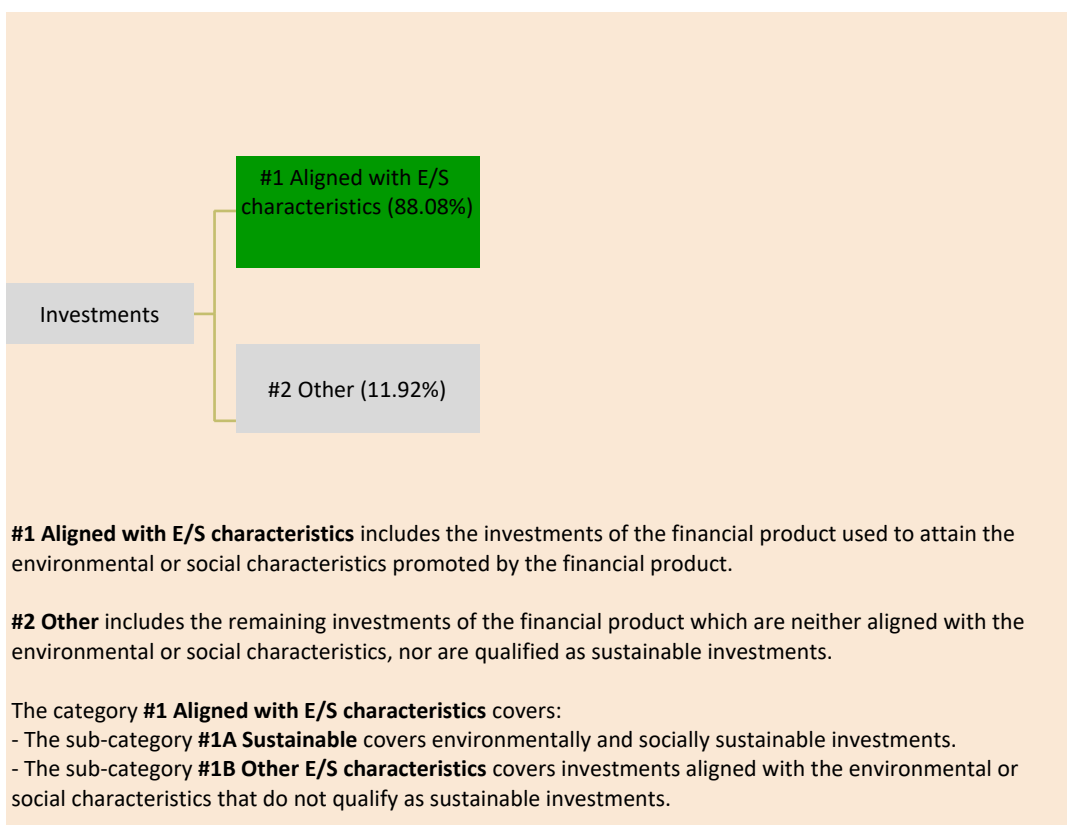 #1 Aligned with E/S
characteristics (88.08%)
Investments
#2 Other (11.92%)
#1 Aligned with E/S characteristics includes the investments of the financial product used to attain the
environmental or social characteristics promoted by the financial product.
#2 Other includes the remaining investments of the financial product which are neither aligned with the
environmental or social characteristics, nor are qualified as sustainable investments.
The category #1 Aligned with E/S characteristics covers:
- The sub-category #1A Sustainable covers environmentally and socially sustainable investments.
- The sub-category #1B Other E/S characteristics covers investments aligned with the environmental or
social characteristics that do not qualify as sustainable investments.